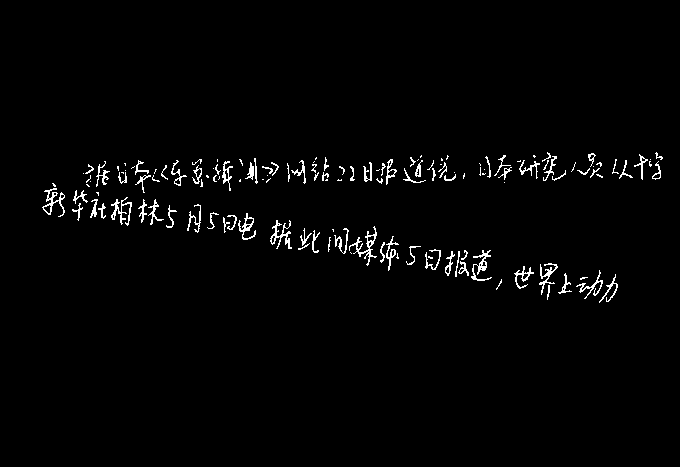 据日本《东京新闻》网站22日报道说，日本研究人员从十字
新华社柏林5月5日电 据此间媒体5日报道，世界上动力